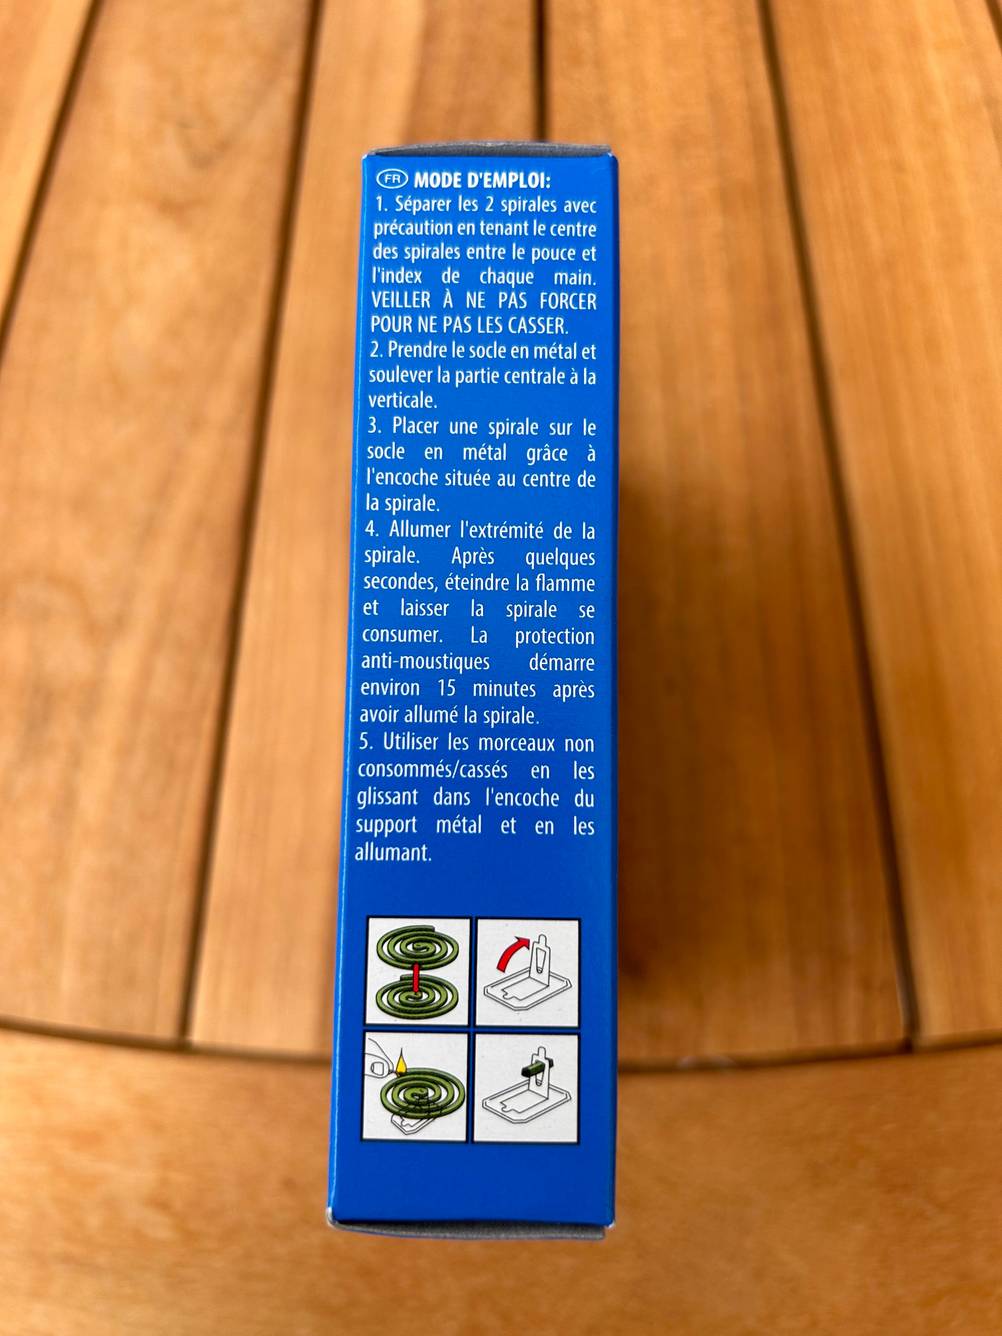 FR MODE D'EMPLOI:
1. Séparer les 2 spirales avec
précaution en tenant le centre
des spirales entre le pouce et
l'index de chaque main.
VEILLER À NE PAS FORCER
POUR NE PAS LES CASSER.
2. Prendre le socle en métal et
soulever la partie centrale à la
verticale.
3. Placer une spirale sur le
socle en métal grâce à
l'encoche située au centre de
la spirale.
4. Allumer l'extrémité de la
spirale. Après quelques
secondes, éteindre la flamme
et laisser la spirale se
consumer. La protection
anti-moustiques démarre
environ 15 minutes après
avoir allumé la spirale.
5. Utiliser les morceaux non
consommés/cassés en les
glissant dans l'encoche du
support métal et en les
allumant.